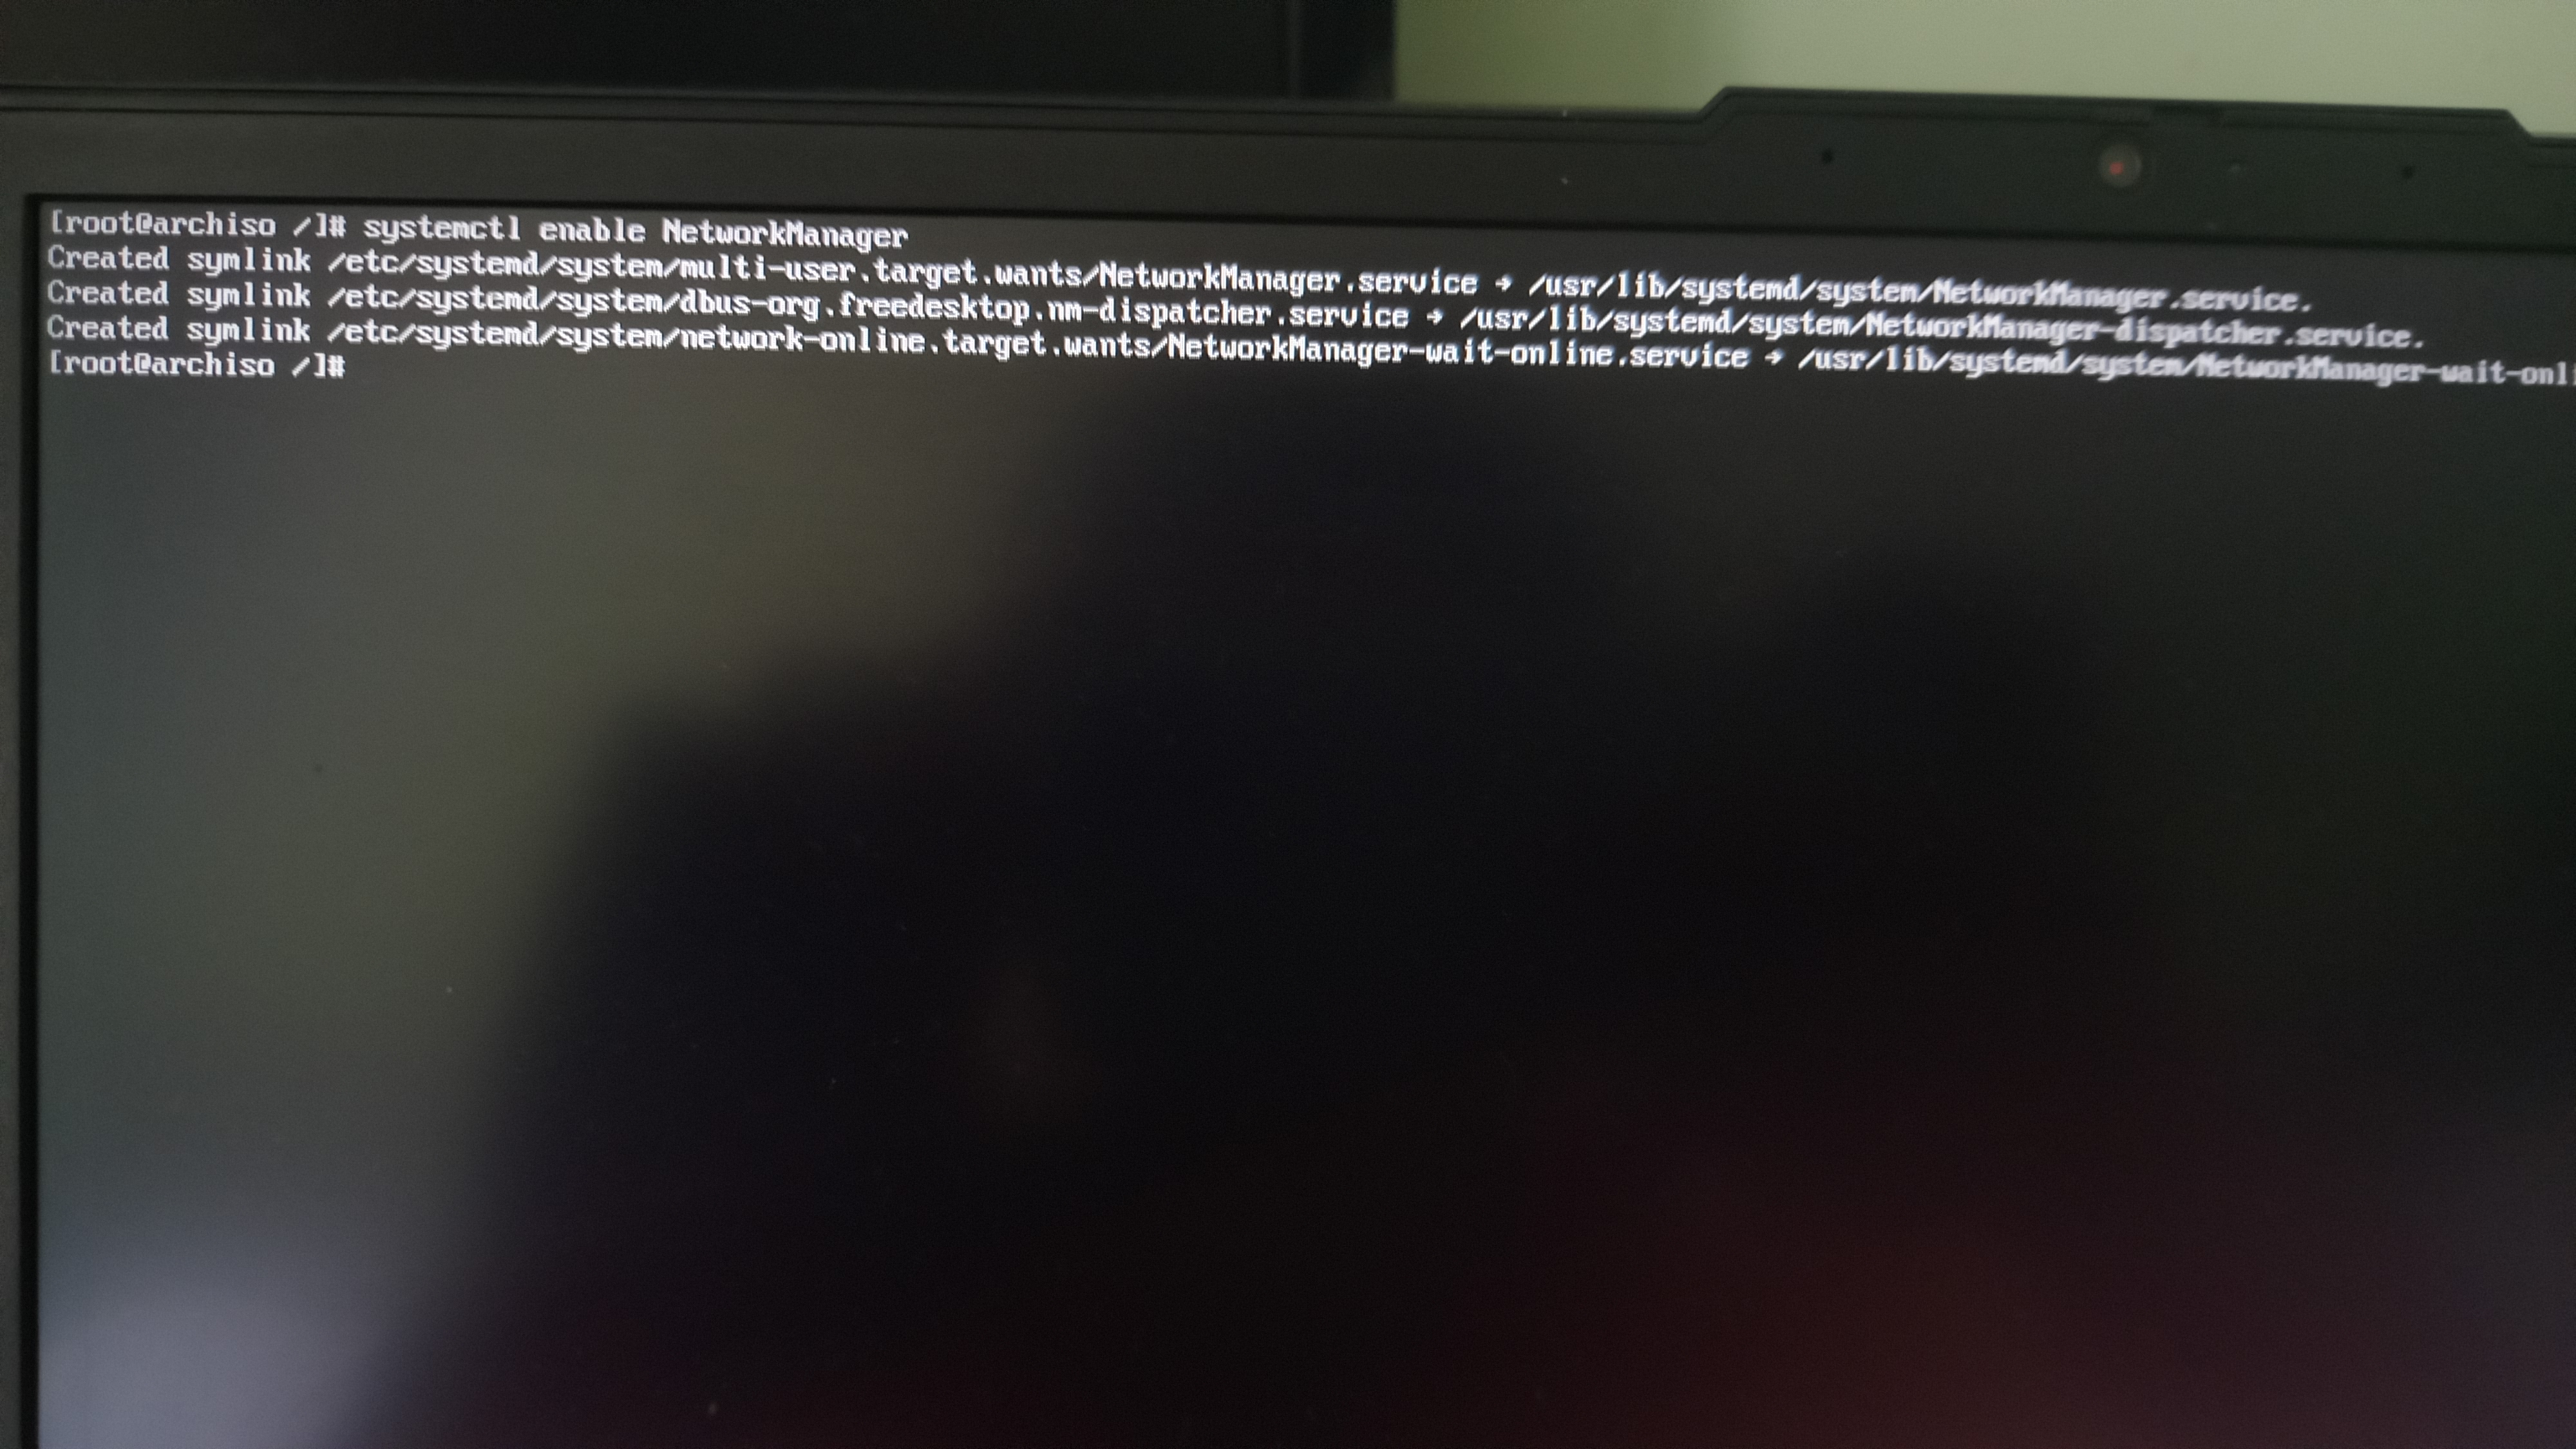 [root@archiso /]# systemctl enable NetworkManager
Created symlink /etc/systemd/system/multi-user.target.wants/NetworkManager.service → /usr/lib/systemd/system/NetworkManager.service.
Created symlink /etc/systemd/system/dbus-org.freedesktop.nm-dispatcher.service → /usr/lib/systemd/system/NetworkManager-dispatcher.service.
Created symlink /etc/systemd/system/network-online.target.wants/NetworkManager-wait-online.service → /usr/lib/systemd/system/NetworkManager-wait-onli
[root@archiso /]#